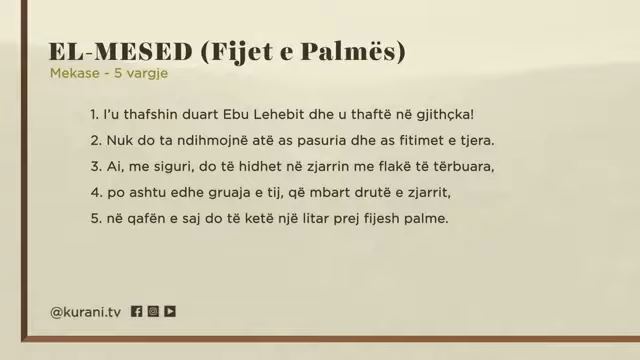 EL-MESED (Fijet e Palmës)
Mekase - 5 vargje
1. I'u thafshin duart Ebu Lehebit dhe u thaftë në gjithçka!
2. Nuk do ta ndihmojnë atë as pasuria dhe as fitimet e tjera.
3. Ai, me siguri, do të hidhet në zjarrin me flakë të tërbuara,
4. po ashtu edhe gruaja e tij, që mbart drutë e zjarrit,
5. në qafën e saj do të ketë një litar prej fijesh palme.
@kurani.tv